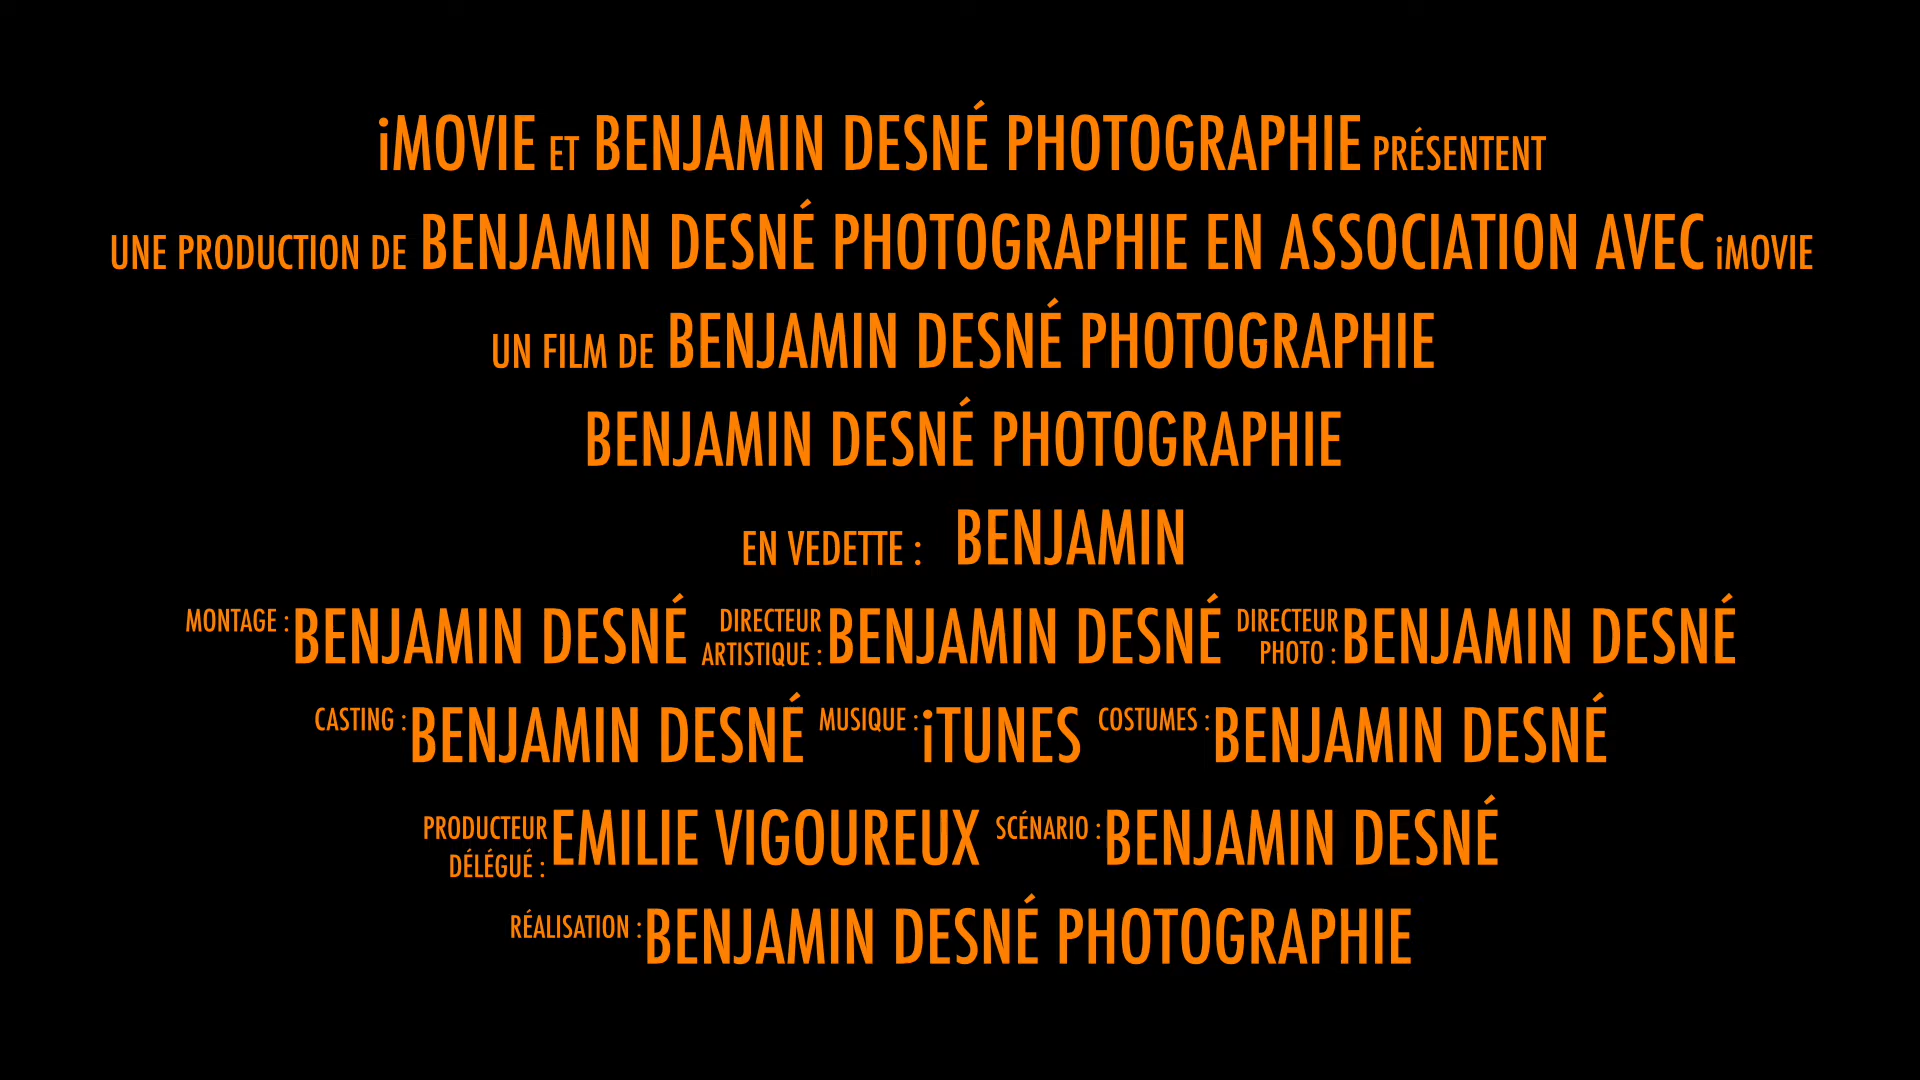 iMOVIE ET BENJAMIN DESNÉ PHOTOGRAPHIE PRÉSENTENT
UNE PRODUCTION DE BENJAMIN DESNÉ PHOTOGRAPHIE EN ASSOCIATION AVEC iMOVIE
UN FILM DE BENJAMIN DESNÉ PHOTOGRAPHIE
BENJAMIN DESNÉ PHOTOGRAPHIE
EN VEDETTE : BENJAMIN
MONTAGE : BENJAMIN DESNÉ DIRECTEUR ARTISTIQUE : BENJAMIN DESNÉ DIRECTEUR PHOTO : BENJAMIN DESNÉ
CASTING : BENJAMIN DESNÉ MUSIQUE : iTUNES COSTUMES : BENJAMIN DESNÉ
PRODUCTEUR DÉLÉGUÉ : EMILIE VIGOUREUX SCÉNARIO : BENJAMIN DESNÉ
RÉALISATION : BENJAMIN DESNÉ PHOTOGRAPHIE